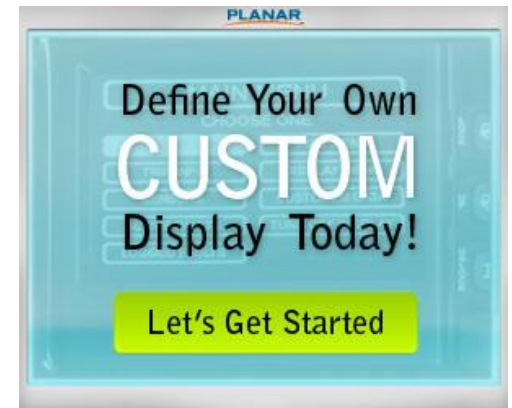 PLANAR
Define Your Own
CUSTOM
Display Today!
Let's Get Started